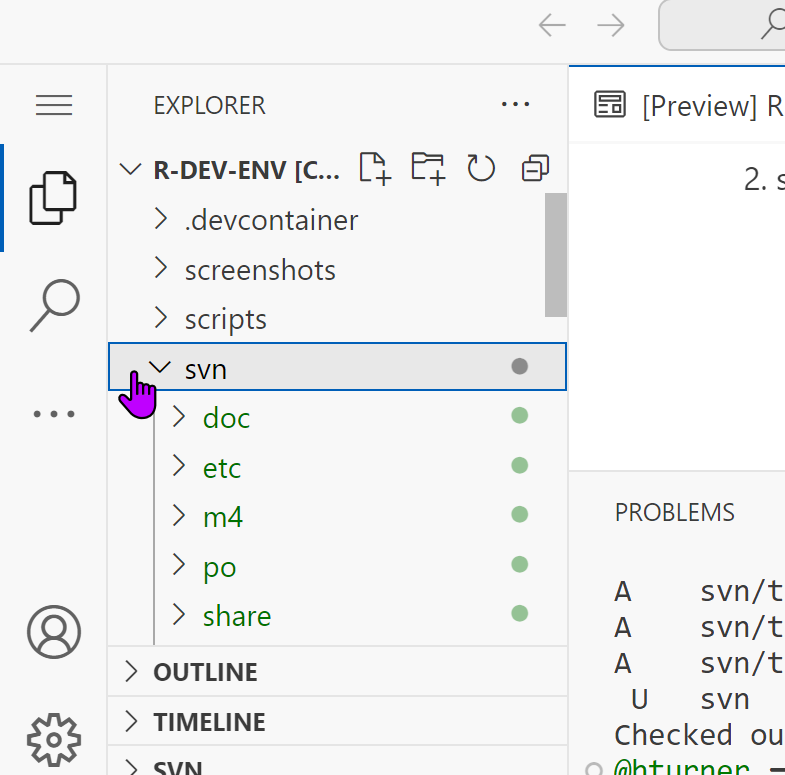 EXPLORER
R-DEV-ENV [C...
.devcontainer
screenshots
scripts
svn
doc
etc
m4
po
share
OUTLINE
TIMELINE
SVN
[Preview] R
2. s
PROBLEMS
A svn/t
A svn/t
A svn/t
U svn
Checked ou
@hturner